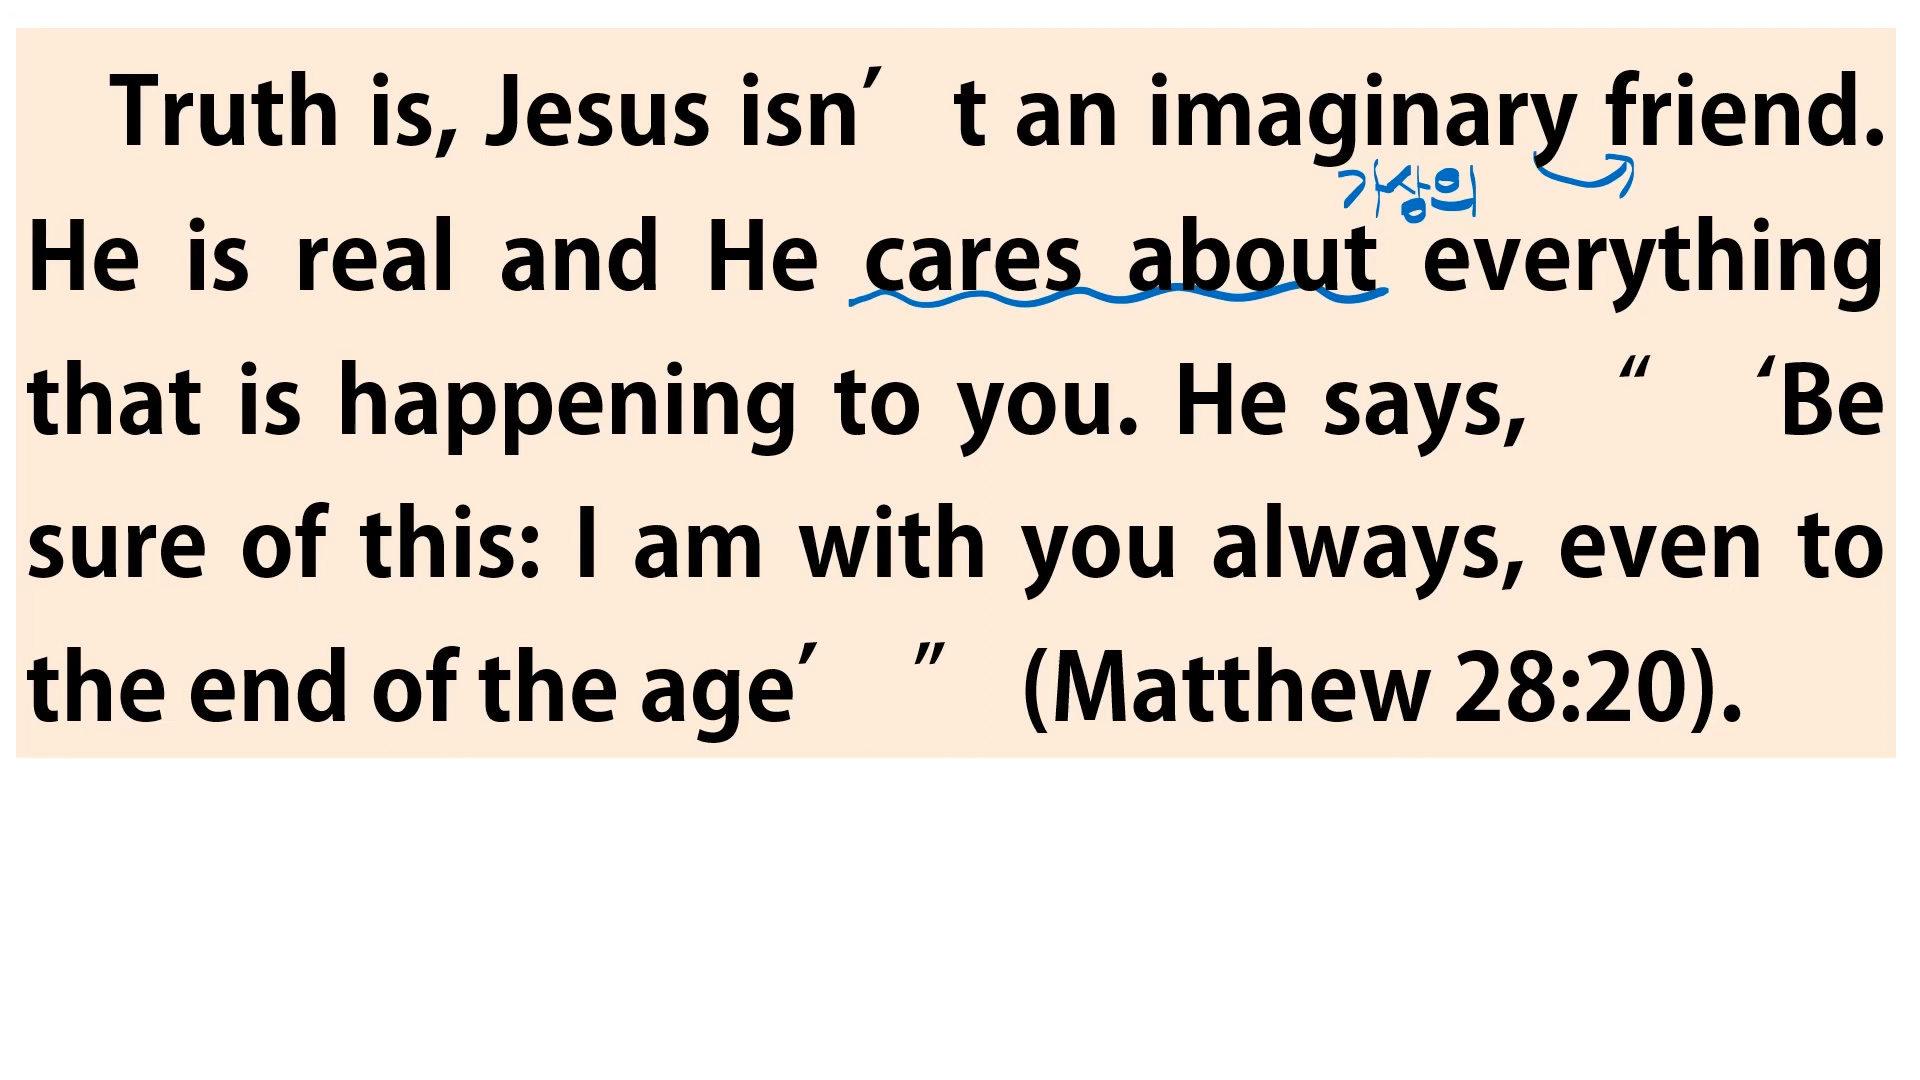 Truth is, Jesus isn′ t an imaginary friend.
가상의
He is real and He cares about everything
that is happening to you. He says, “ ‘Be
sure of this: I am with you always, even to
the end of the age′ ″ (Matthew 28:20).